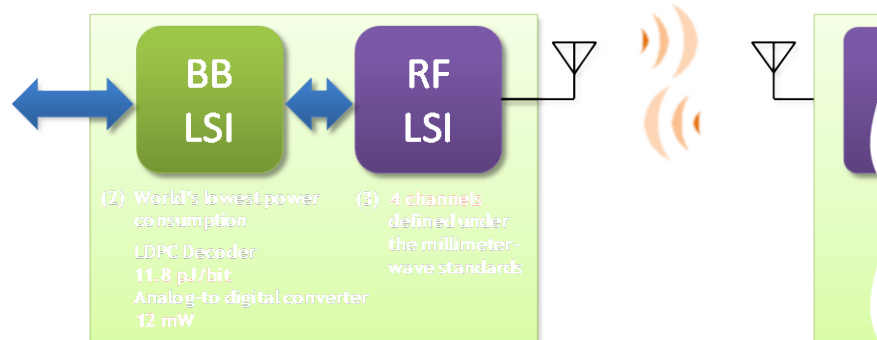 BB
LSI
RF
LSI
(2) World's lowest power
consumption
LDPC Decoder
11.8 pJ/bit
Analog-to digital converter
12 mW
(3) 4 channels
defined under
the millimeter-
wave standards